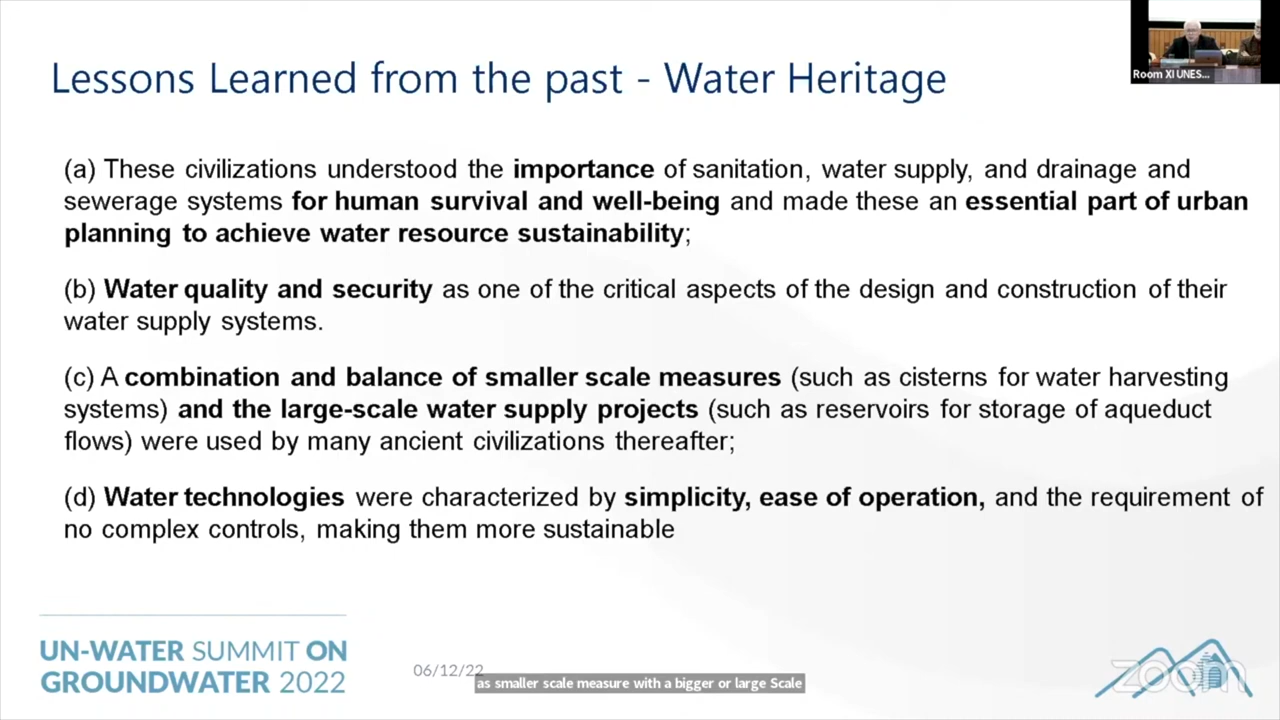 Room XI UNES...
Lessons Learned from the past - Water Heritage
(a) These civilizations understood the importance of sanitation, water supply, and drainage and
sewerage systems for human survival and well-being and made these an essential part of urban
planning to achieve water resource sustainability;
(b) Water quality and security as one of the critical aspects of the design and construction of their
water supply systems.
(c) A combination and balance of smaller scale measures (such as cisterns for water harvesting
systems) and the large-scale water supply projects (such as reservoirs for storage of aqueduct
flows) were used by many ancient civilizations thereafter;
(d) Water technologies were characterized by simplicity, ease of operation, and the requirement of
no complex controls, making them more sustainable
UN-WATER SUMMIT ON
GROUNDWATER 2022
06/12/22
as smaller scale measure with a bigger or large Scale
zoom